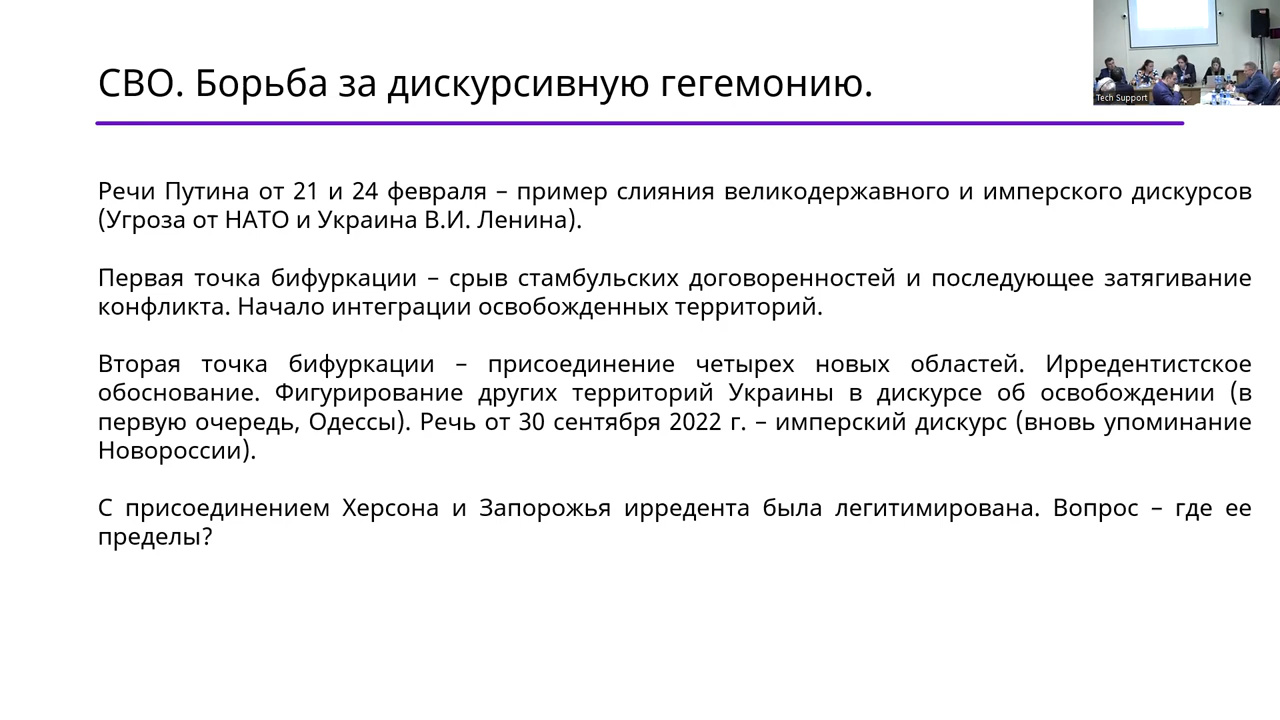 СВО. Борьба за дискурсивную гегемонию.
Tech Support
Речи Путина от 21 и 24 февраля – пример слияния великодержавного и имперского дискурсов
(Угроза от НАТО и Украина В.И. Ленина).
Первая точка бифуркации – срыв стамбульских договоренностей и последующее затягивание
конфликта. Начало интеграции освобожденных территорий.
Вторая точка бифуркации – присоединение четырех новых областей. Ирредентистское
обоснование. Фигурирование других территорий Украины в дискурсе об освобождении (в
первую очередь, Одессы). Речь от 30 сентября 2022 г. – имперский дискурс (вновь упоминание
Новороссии).
С присоединением Херсона и Запорожья ирредента была легитимирована. Вопрос – где ее
пределы?